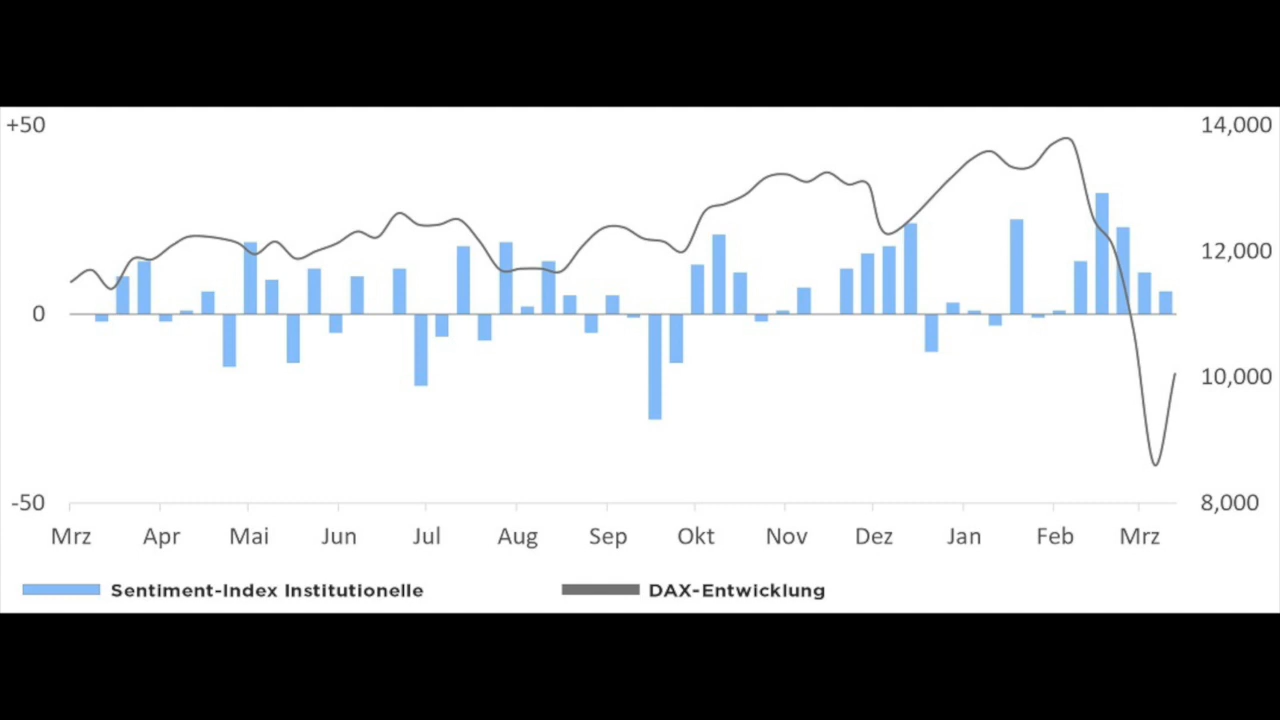 +50 14,000
12,000
0
10,000
-50 8,000
Mrz Apr Mai Jun Jul Aug Sep Okt Nov Dez Jan Feb Mrz
Sentiment-Index Institutionelle DAX-Entwicklung